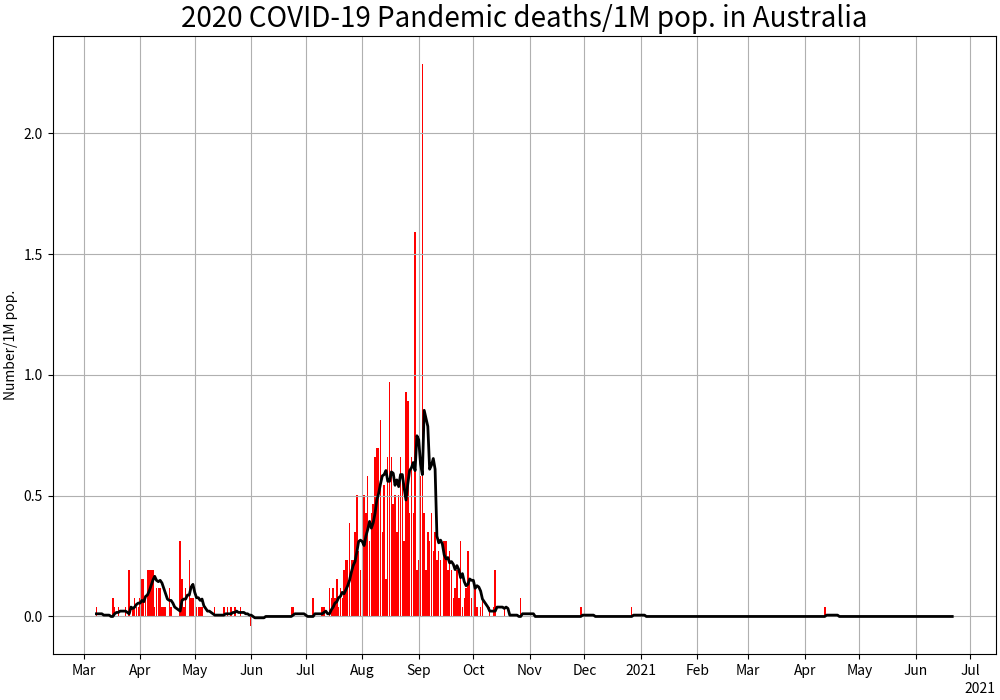 2020 COVID-19 Pandemic deaths/1M pop. in Australia
Number/1M pop.
2.0
1.5
1.0
0.5
0.0
Mar Apr May Jun Jul Aug Sep Oct Nov Dec 2021 Feb Mar Apr May Jun Jul
2021